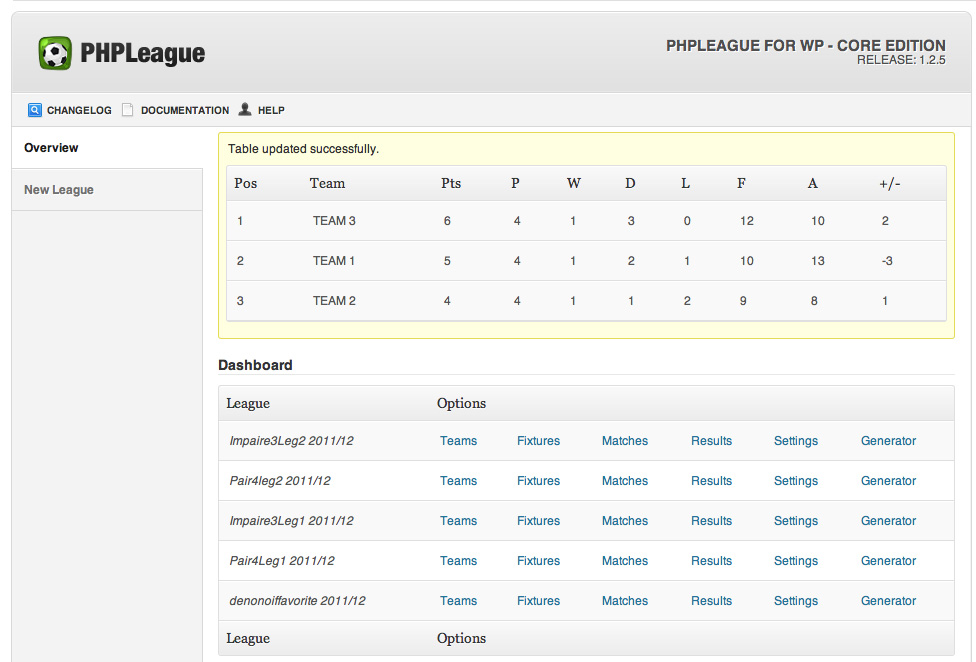 PHPLeague
PHPLEAGUE FOR WP - CORE EDITION
RELEASE: 1.2.5
CHANGELOG DOCUMENTATION HELP
Overview
New League
Table updated successfully.
Pos Team Pts P W D L F A +/-
1 TEAM 3 6 4 1 3 0 12 10 2
2 TEAM 1 5 4 1 2 1 10 13 -3
3 TEAM 2 4 4 1 1 2 9 8 1
Dashboard
League Options
Impaire3Leg2 2011/12 Teams Fixtures Matches Results Settings Generator
Pair4leg2 2011/12 Teams Fixtures Matches Results Settings Generator
Impaire3Leg1 2011/12 Teams Fixtures Matches Results Settings Generator
Pair4Leg1 2011/12 Teams Fixtures Matches Results Settings Generator
denonoiffavorite 2011/12 Teams Fixtures Matches Results Settings Generator
League Options